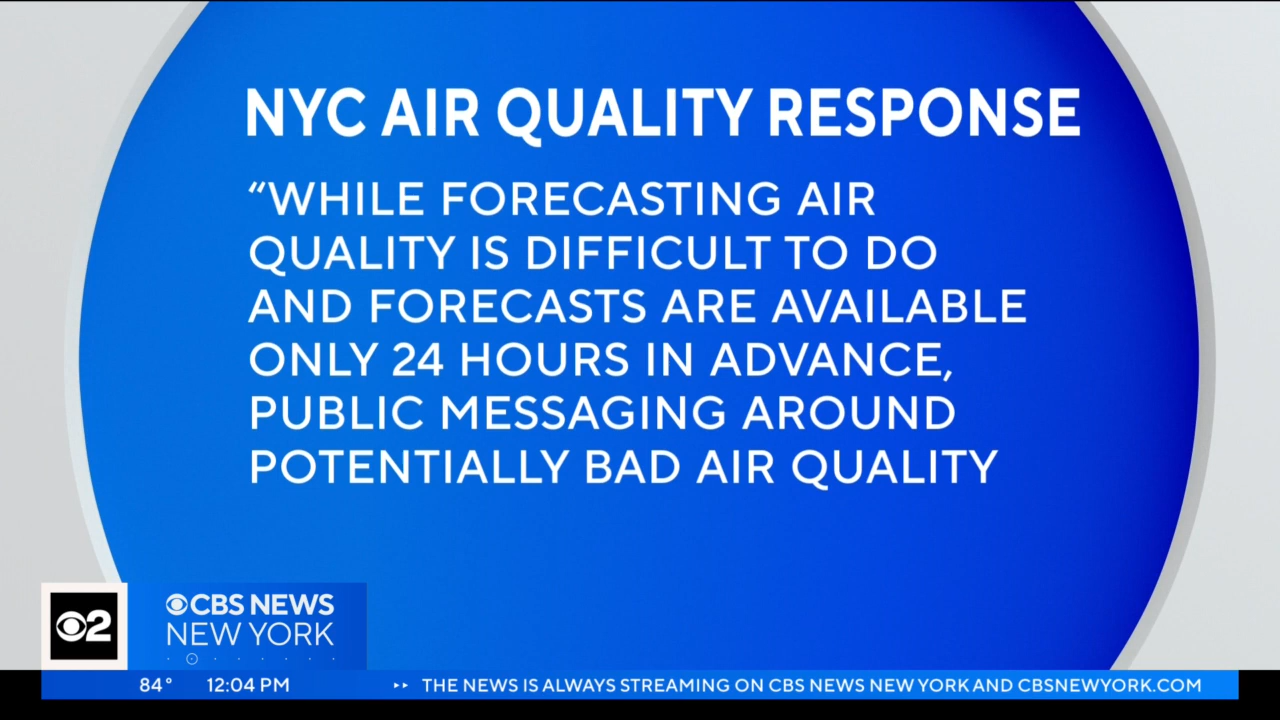 NYC AIR QUALITY RESPONSE
“WHILE FORECASTING AIR
QUALITY IS DIFFICULT TO DO
AND FORECASTS ARE AVAILABLE
ONLY 24 HOURS IN ADVANCE,
PUBLIC MESSAGING AROUND
POTENTIALLY BAD AIR QUALITY
2
CBS NEWS
NEW YORK
84° 12:04 PM THE NEWS IS ALWAYS STREAMING ON CBS NEWS NEW YORK AND CBSNEWYORK.COM